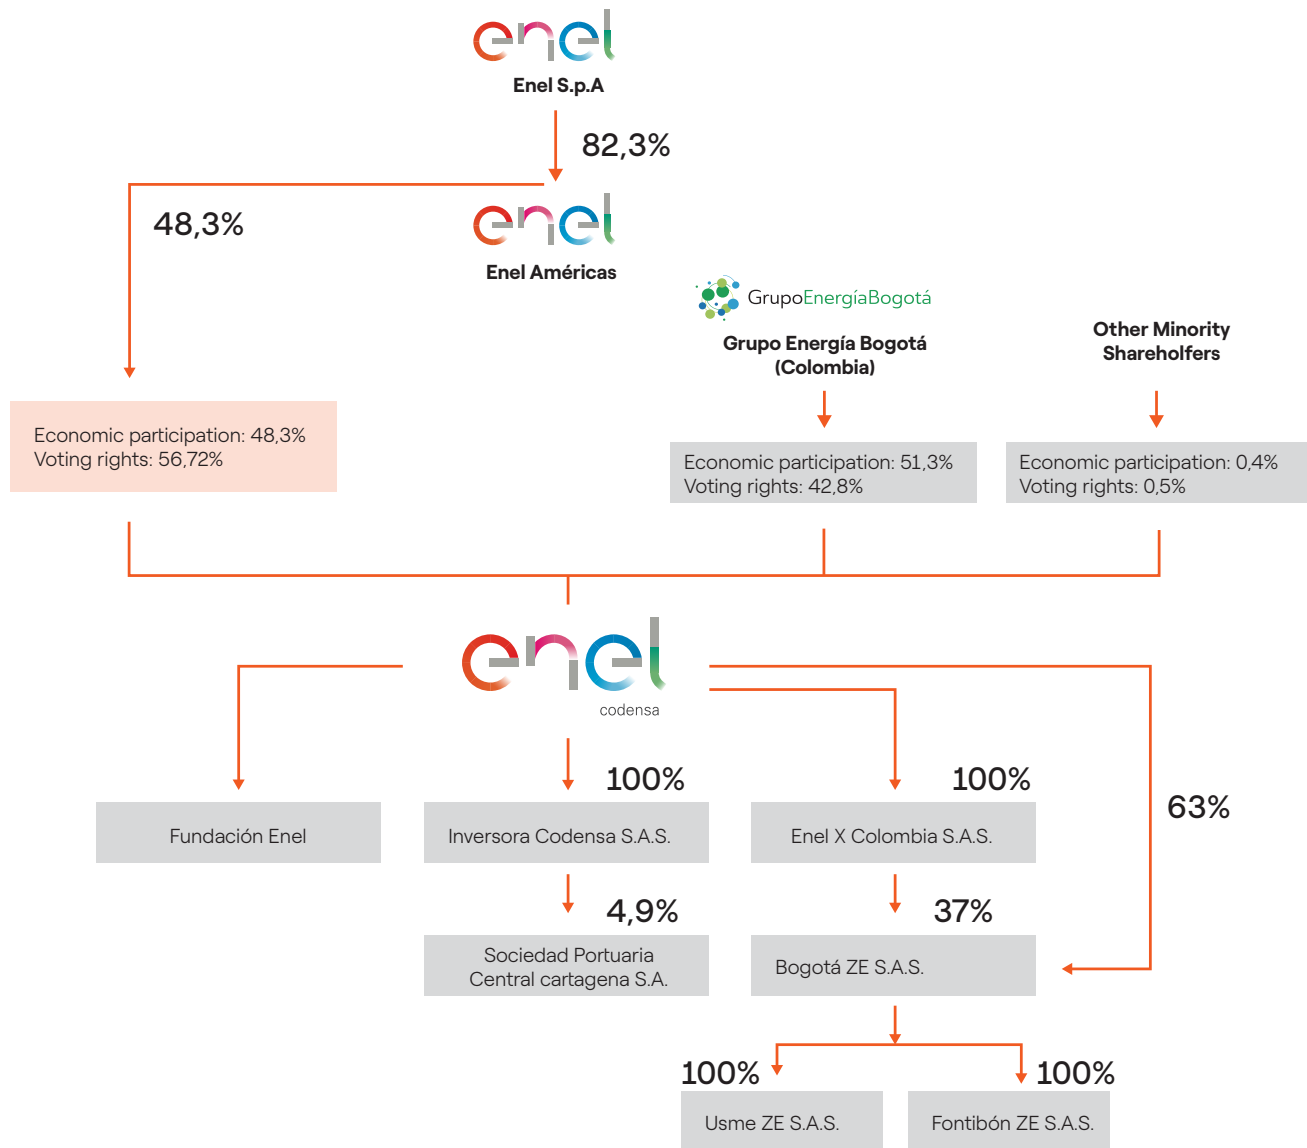 enel
Enel S.p.A
82,3%
48,3%
enel
Enel Américas
GrupoEnergíaBogotá
Grupo Energía Bogotá
(Colombia)
Other Minority
Shareholfers
Economic participation: 48,3%
Voting rights: 56,72%
Economic participation: 51,3%
Voting rights: 42,8%
Economic participation: 0,4%
Voting rights: 0,5%
enel
codensa
100%
100%
63%
Fundación Enel
Inversora Codensa S.A.S.
Enel X Colombia S.A.S.
4,9%
37%
Sociedad Portuaria
Central cartagena S.A.
Bogotá ZE S.A.S.
100%
100%
Usme ZE S.A.S.
Fontibón ZE S.A.S.